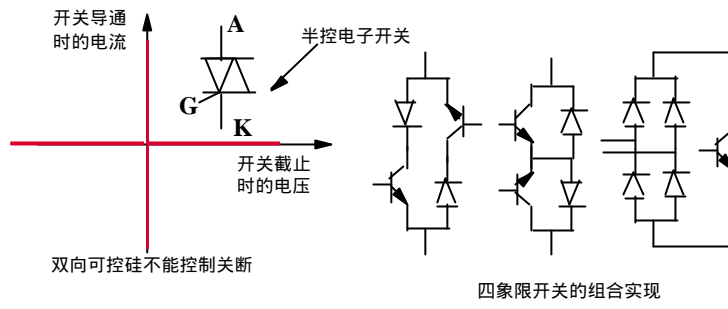 开关导通
时的电流
A
半控电子开关
G
K
开关截止
时的电压
双向可控硅不能控制关断
四象限开关的组合实现